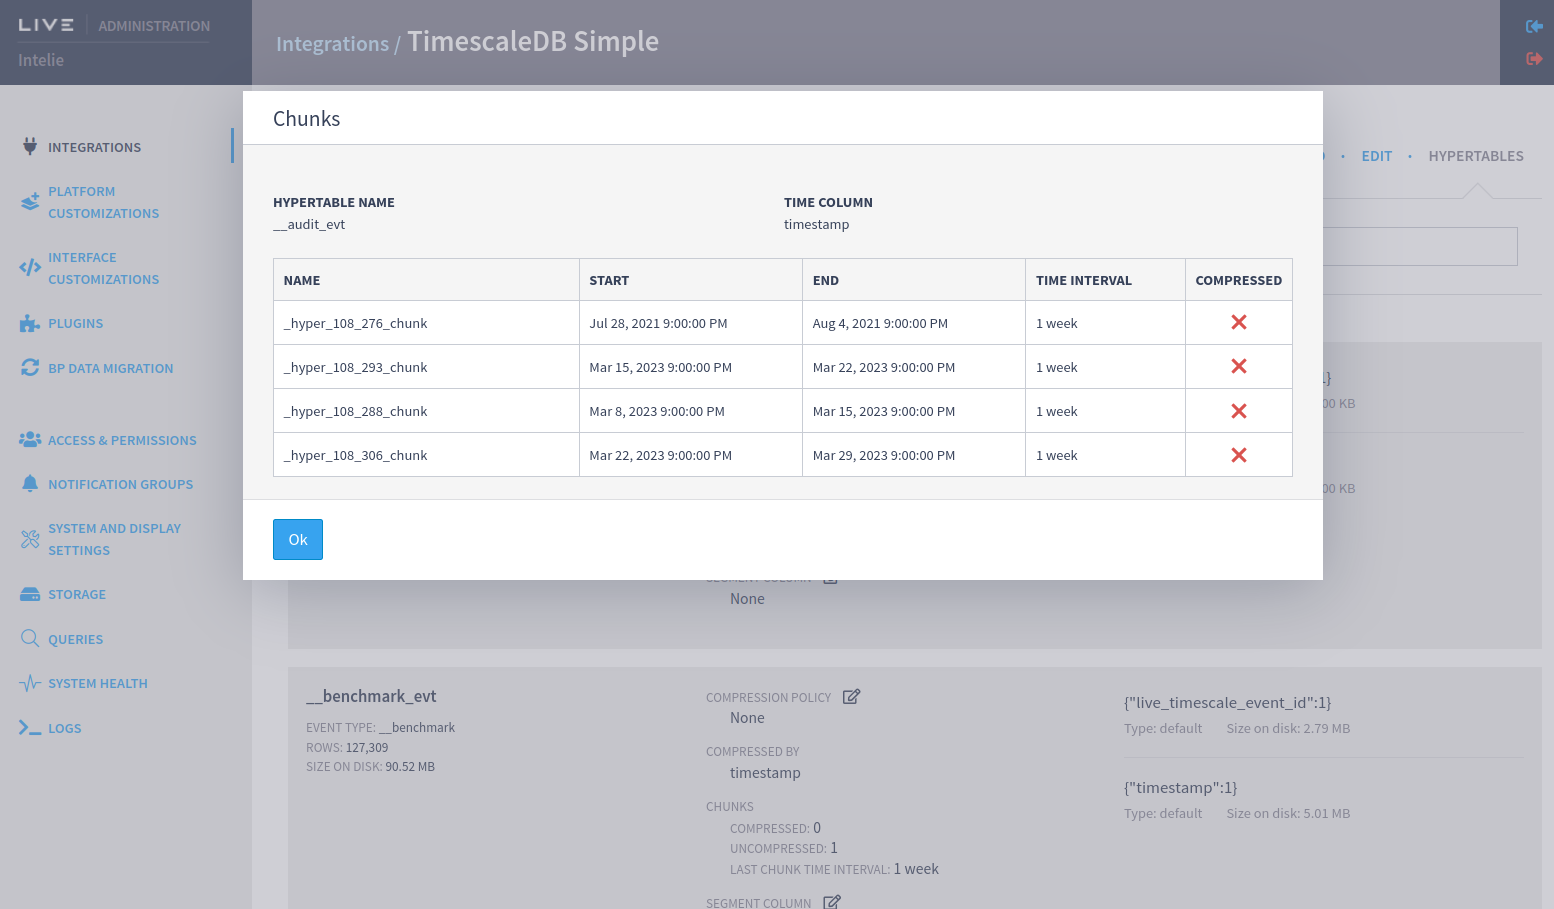 LIVE ADMINISTRATION
Intelie
Integrations / TimescaleDB Simple
INTEGRATIONS
PLATFORM
CUSTOMIZATIONS
INTERFACE
CUSTOMIZATIONS
PLUGINS
BP DATA MIGRATION
ACCESS & PERMISSIONS
NOTIFICATION GROUPS
SYSTEM AND DISPLAY
SETTINGS
STORAGE
QUERIES
SYSTEM HEALTH
LOGS
EDIT · HYPERTABLES
Chunks
HYPERTABLE NAME TIME COLUMN
__audit_evt timestamp
NAME START END TIME INTERVAL COMPRESSED
_hyper_108_276_chunk Jul 28, 2021 9:00:00 PM Aug 4, 2021 9:00:00 PM 1 week
_hyper_108_293_chunk Mar 15, 2023 9:00:00 PM Mar 22, 2023 9:00:00 PM 1 week
_hyper_108_288_chunk Mar 8, 2023 9:00:00 PM Mar 15, 2023 9:00:00 PM 1 week
_hyper_108_306_chunk Mar 22, 2023 9:00:00 PM Mar 29, 2023 9:00:00 PM 1 week
Ok
1}
00 KB
00 KB
None
__benchmark_evt
EVENT TYPE: __benchmark
ROWS: 127,309
SIZE ON DISK: 90.52 MB
COMPRESSION POLICY
None
COMPRESSED BY
timestamp
CHUNKS
COMPRESSED: 0
UNCOMPRESSED: 1
LAST CHUNK TIME INTERVAL: 1 week
SEGMENT COLUMN
{"live_timescale_event_id":1}
Type: default Size on disk: 2.79 MB
{"timestamp":1}
Type: default Size on disk: 5.01 MB